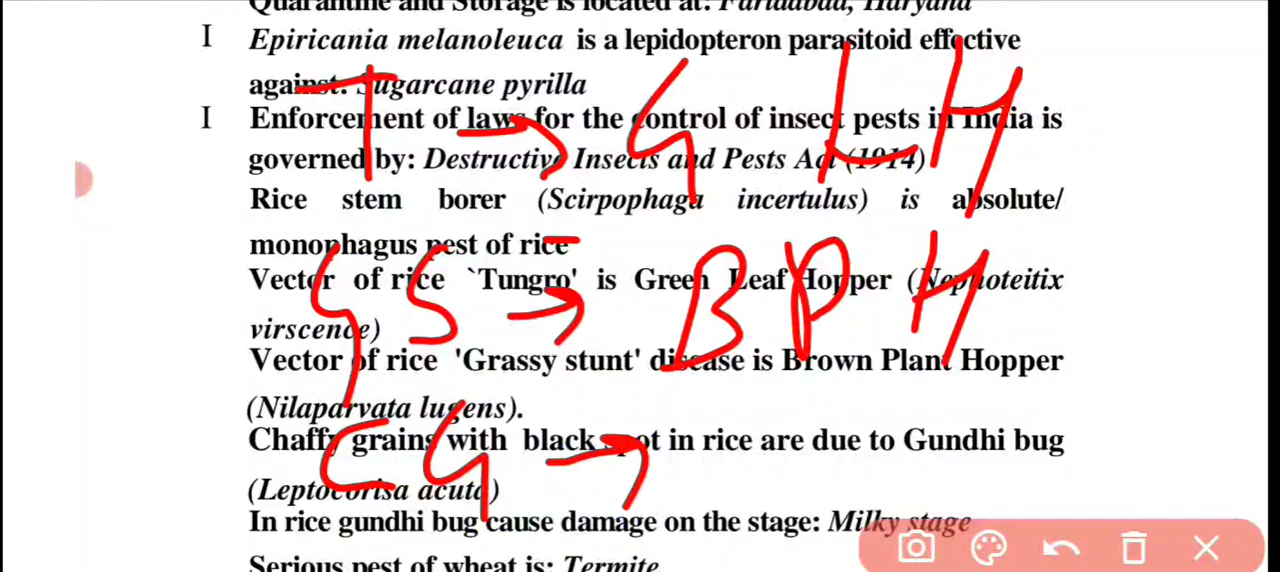 Quarantine and Storage is located at: Faridabad, Haryana
I Epiricania melanoleuca is a lepidopteron parasitoid effective
against: Sugarcane pyrilla
I Enforcement of laws for the control of insect pests in India is
governed by: Destructive Insects and Pests Act (1914)
Rice stem borer (Scirpophaga incertulus) is absolute/
monophagus pest of rice
Vector of rice `Tungro' is Green Leaf Hopper (Nephoteitix
virscence)
Vector of rice 'Grassy stunt' disease is Brown Plant Hopper
(Nilaparvata lugens).
Chaffy grains with black spot in rice are due to Gundhi bug
(Leptocorisa acuta)
In rice gundhi bug cause damage on the stage: Milky stage
Serious pest of wheat is: Termite
T → G L H
G S → B P H
C G →